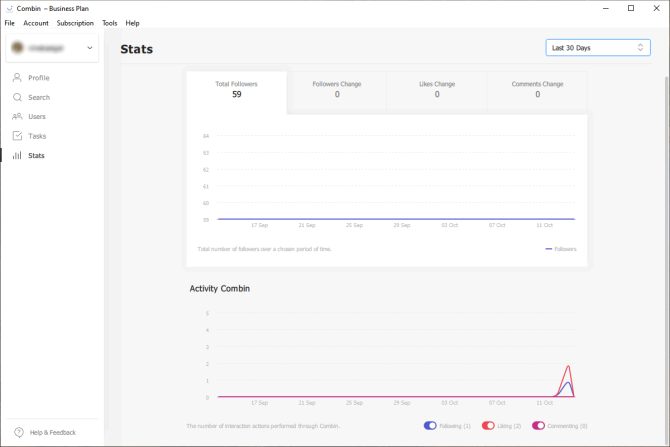 Combin – Business Plan
File Account Subscription Tools Help
Stats
Last 30 Days
Profile
Search
Users
Tasks
Stats
Total Followers
59
Followers Change
0
Likes Change
0
Comments Change
0
64
63
62
61
60
59
17 Sep 21 Sep 25 Sep 29 Sep 03 Oct 07 Oct 11 Oct
Total number of followers over a chosen period of time.
Followers
Activity Combin
5
4
3
2
1
0
17 Sep 21 Sep 25 Sep 29 Sep 03 Oct 07 Oct 11 Oct
The number of interaction actions performed through Combin.
Following (1) Liking (2) Commenting (0)
Help & Feedback